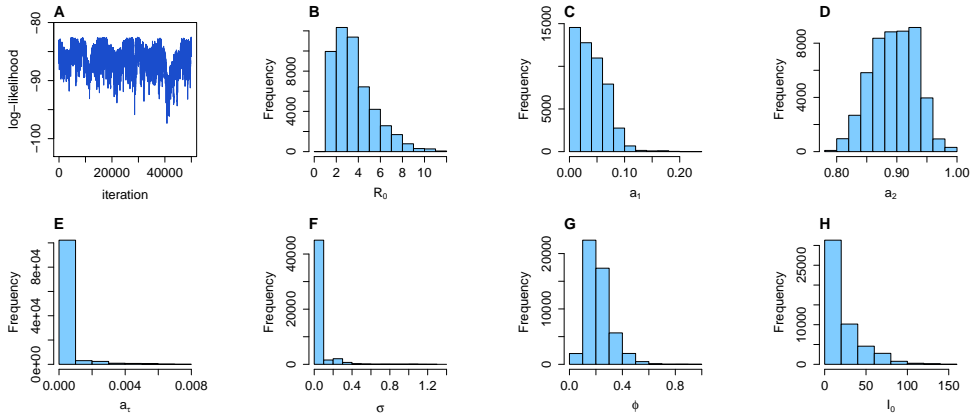 A
log−likelihood
−100
−90
−80
0
20000
40000
iteration
B
Frequency
0
4000
8000
0 2 4 6 8 10
R0
C
Frequency
0
5000
15000
0.00 0.10 0.20
a1
D
Frequency
0
4000
8000
0.80 0.90 1.00
a2
E
Frequency
0e+00
4e+04
8e+04
0.000 0.004 0.008
aτ
F
Frequency
0
20000
40000
0.0 0.4 0.8 1.2
σ
G
Frequency
0
10000
20000
0.0 0.4 0.8
ϕ
H
Frequency
0
10000
25000
0 50 100 150
I0